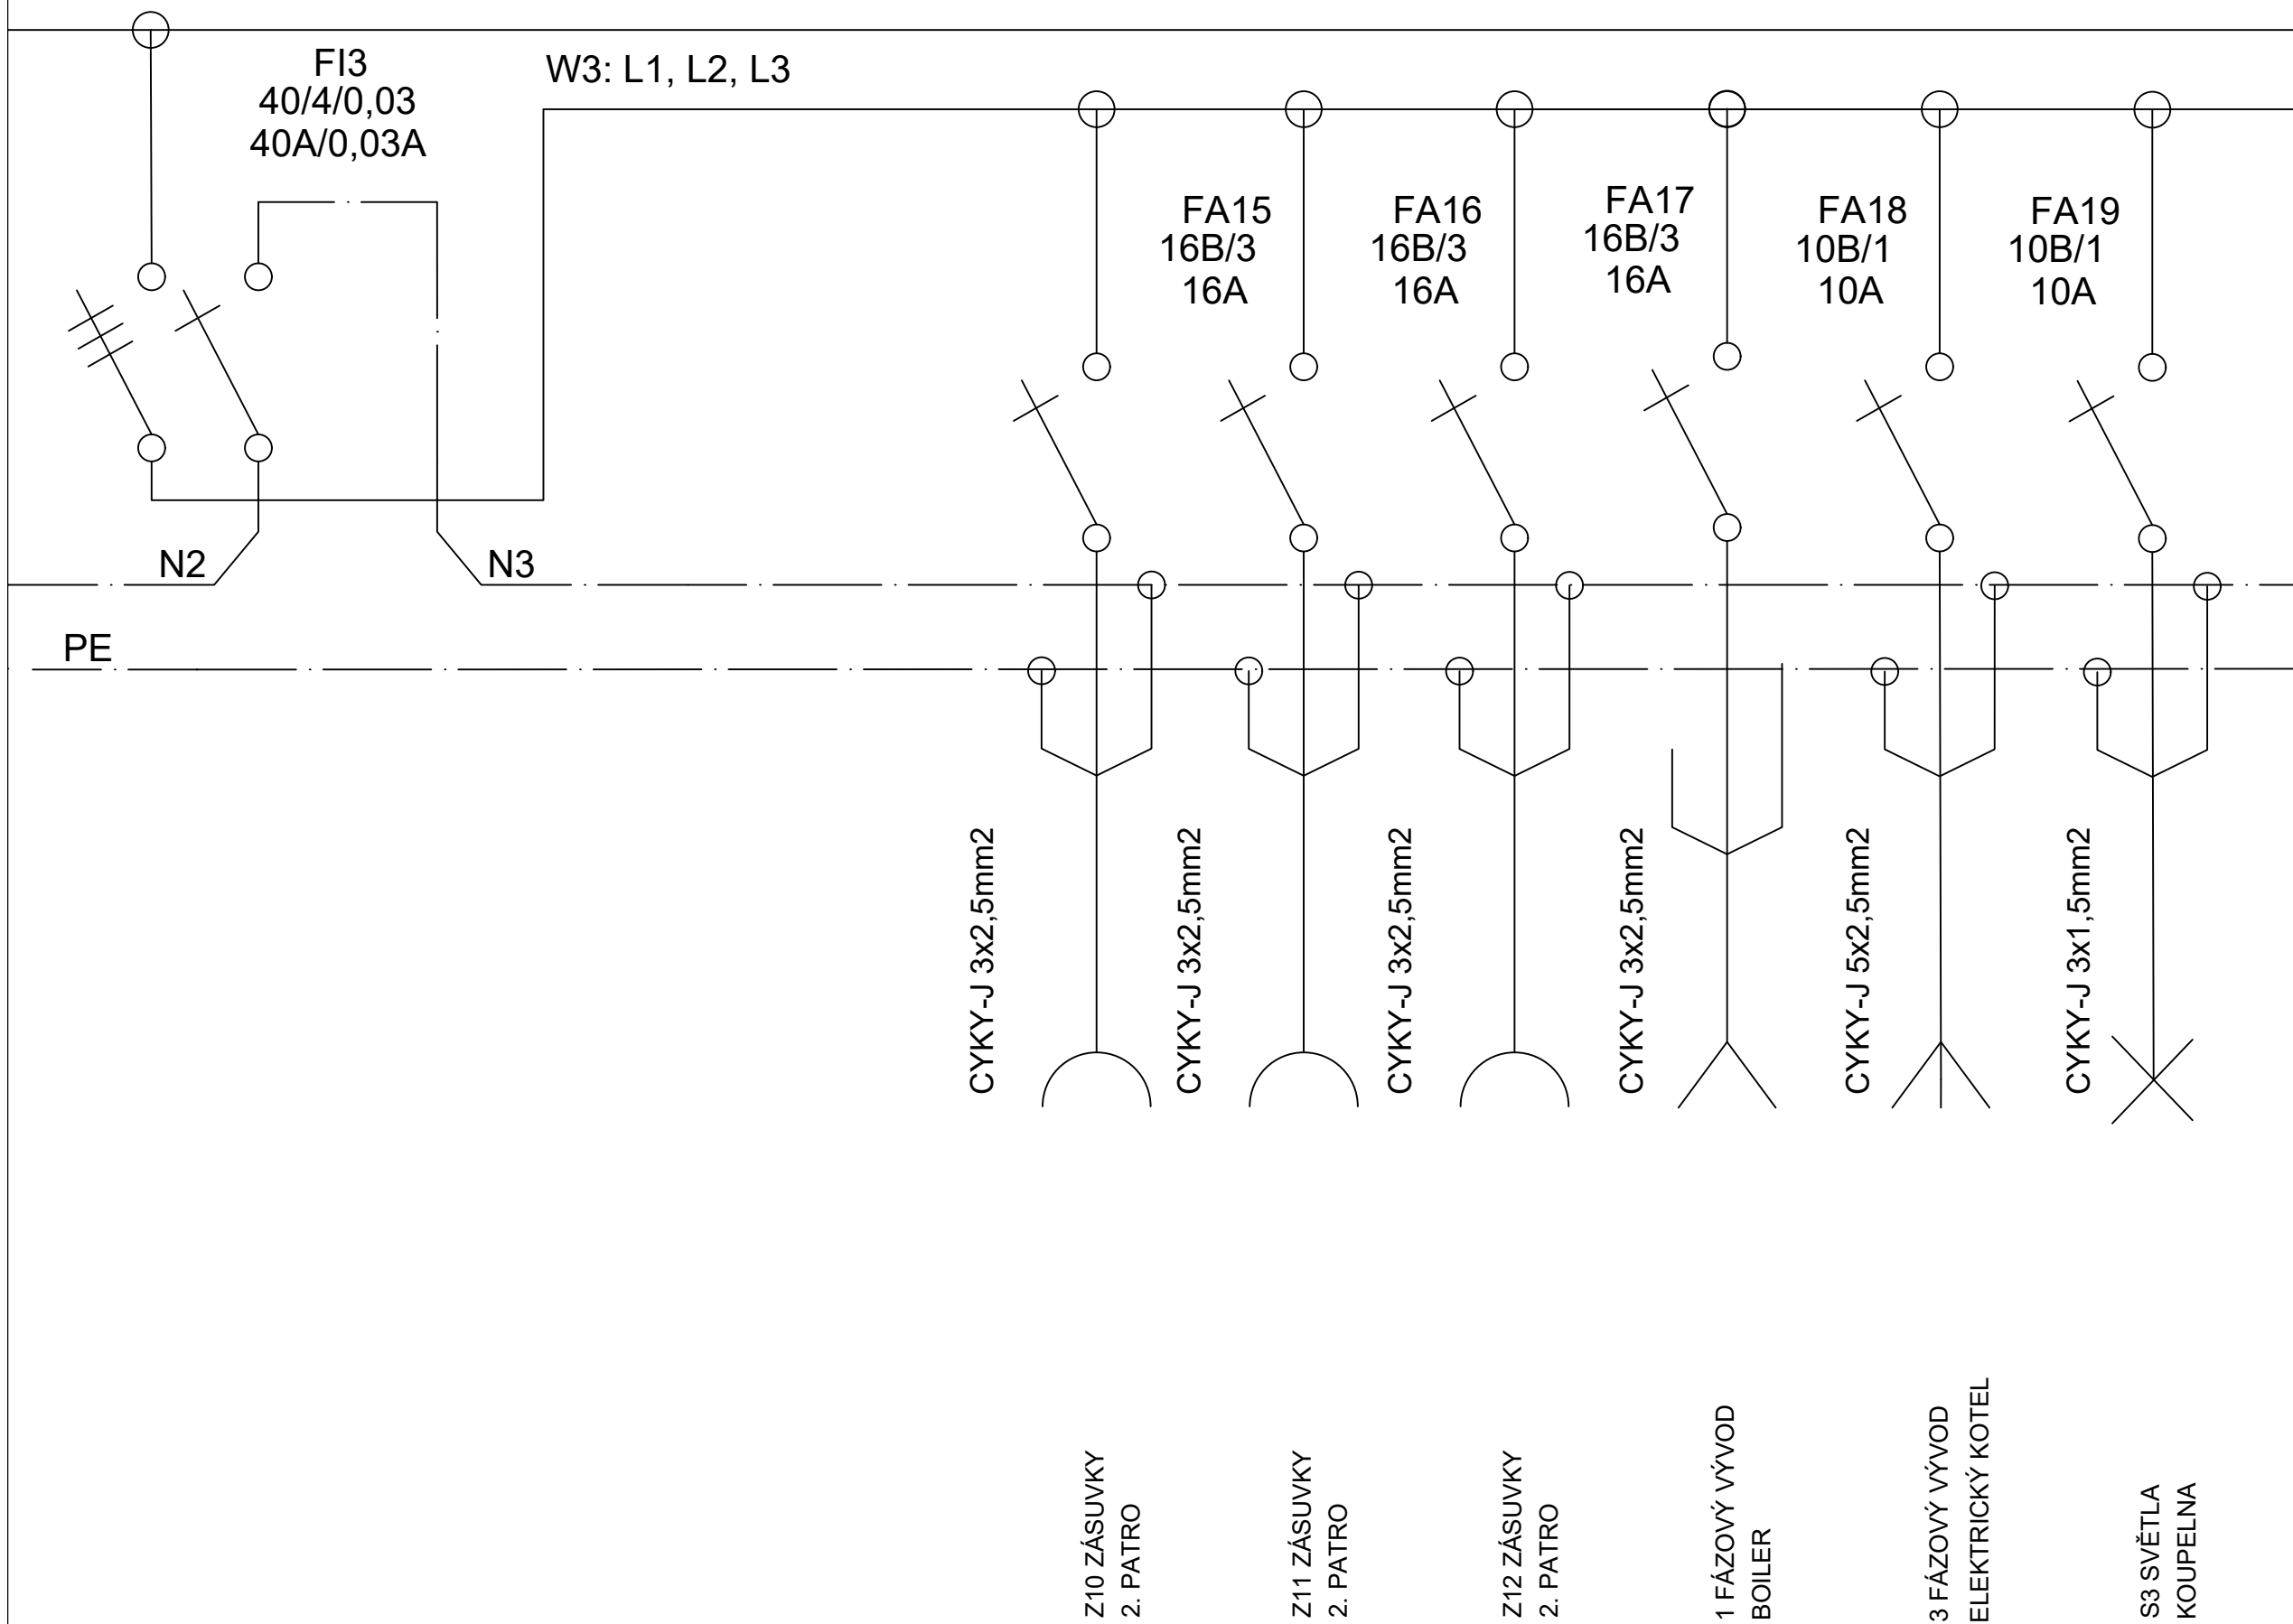 FI3
40/4/0,03
40A/0,03A
W3: L1, L2, L3
FA15
16B/3
16A
FA16
16B/3
16A
FA17
16B/3
16A
FA18
10B/1
10A
FA19
10B/1
10A
N2
N3
PE
CYKY-J 3x2,5mm2
CYKY-J 3x2,5mm2
CYKY-J 3x2,5mm2
CYKY-J 3x2,5mm2
CYKY-J 5x2,5mm2
CYKY-J 3x1,5mm2
Z10 ZÁSUVKY
2. PATRO
Z11 ZÁSUVKY
2. PATRO
Z12 ZÁSUVKY
2. PATRO
1 FÁZOVÝ VÝVOD
BOILER
3 FÁZOVÝ VÝVOD
ELEKTRICKÝ KOTEL
S3 SVĚTLA
KOUPELNA